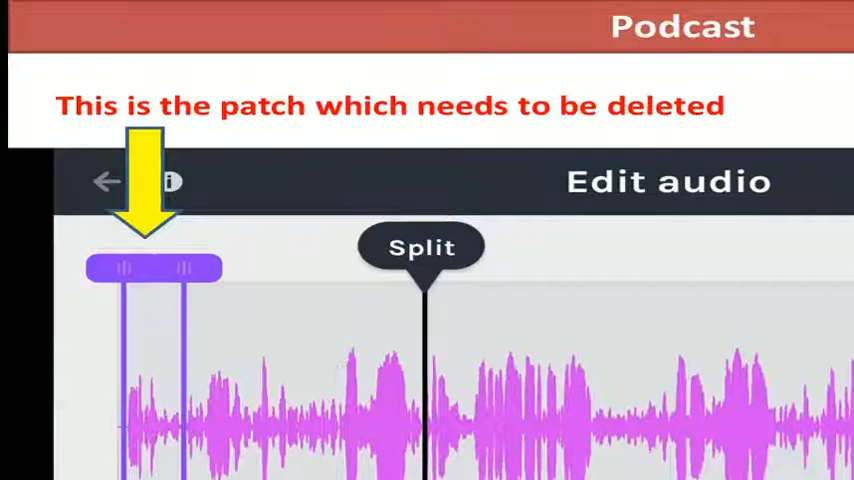 Podcast
This is the patch which needs to be deleted
i
Edit audio
Split